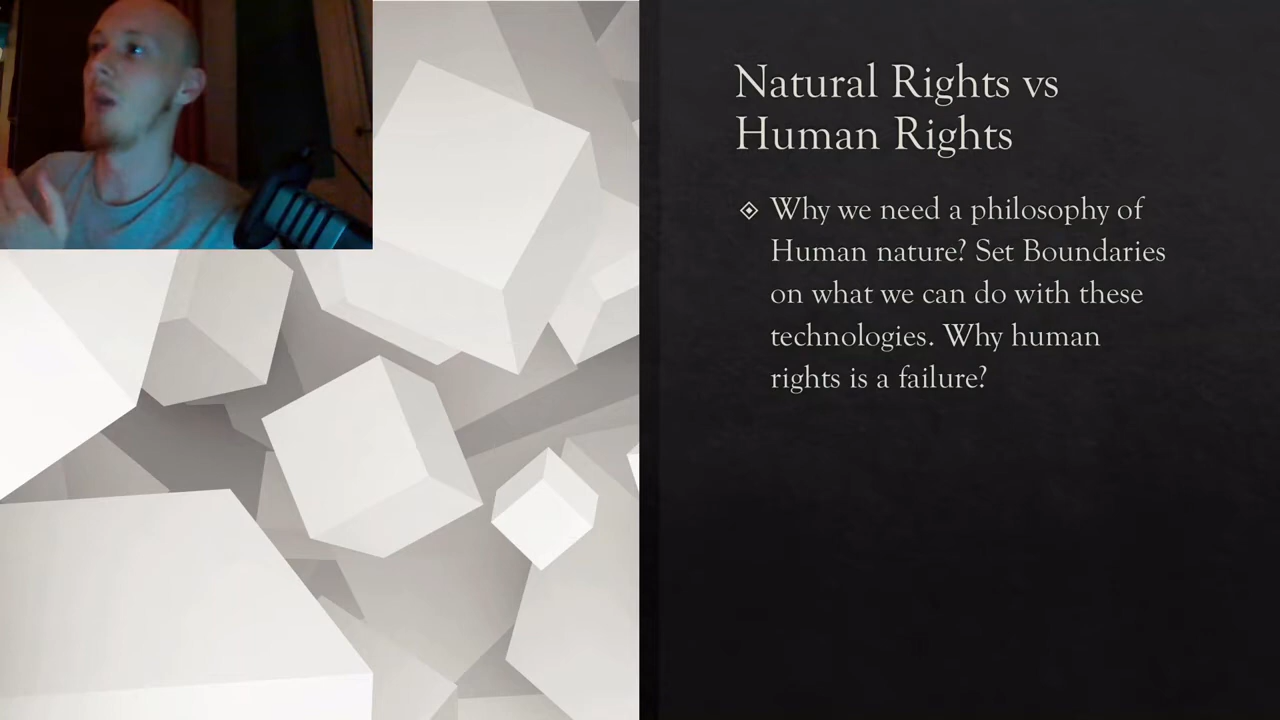 Natural Rights vs
Human Rights
Why we need a philosophy of
Human nature? Set Boundaries
on what we can do with these
technologies. Why human
rights is a failure?